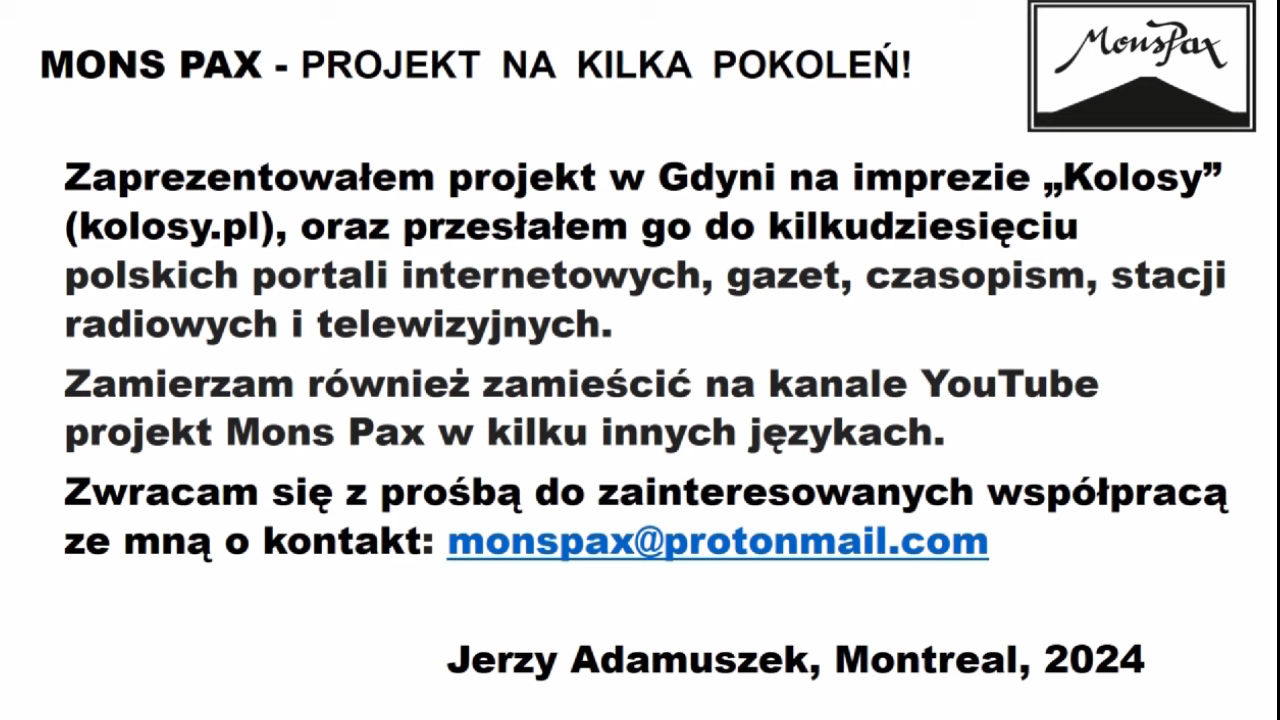 MONS PAX - PROJEKT NA KILKA POKOLEŃ!
MonsPax
Zaprezentowałem projekt w Gdyni na imprezie „Kolosy”
(kolosy.pl), oraz przesłałem go do kilkudziesięciu
polskich portali internetowych, gazet, czasopism, stacji
radiowych i telewizyjnych.
Zamierzam również zamieścić na kanale YouTube
projekt Mons Pax w kilku innych językach.
Zwracam się z prośbą do zainteresowanych współpracą
ze mną o kontakt: monspax@protonmail.com
Jerzy Adamuszek, Montreal, 2024